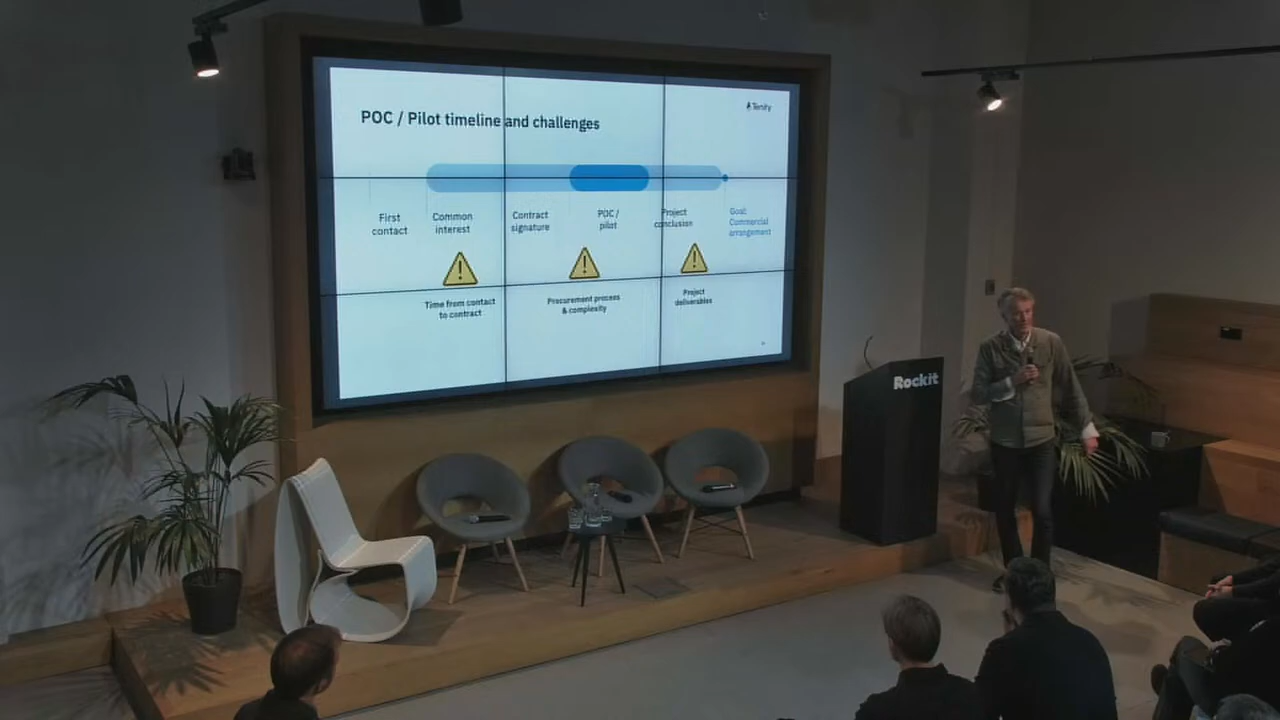 Tenity
POC / Pilot timeline and challenges
First
contact
Common
interest
Contract
signature
POC /
pilot
Project
conclusion
Goal:
Commercial
arrangement
Time from contact
to contract
Procurement process
& complexity
Project
deliverables
Rockit